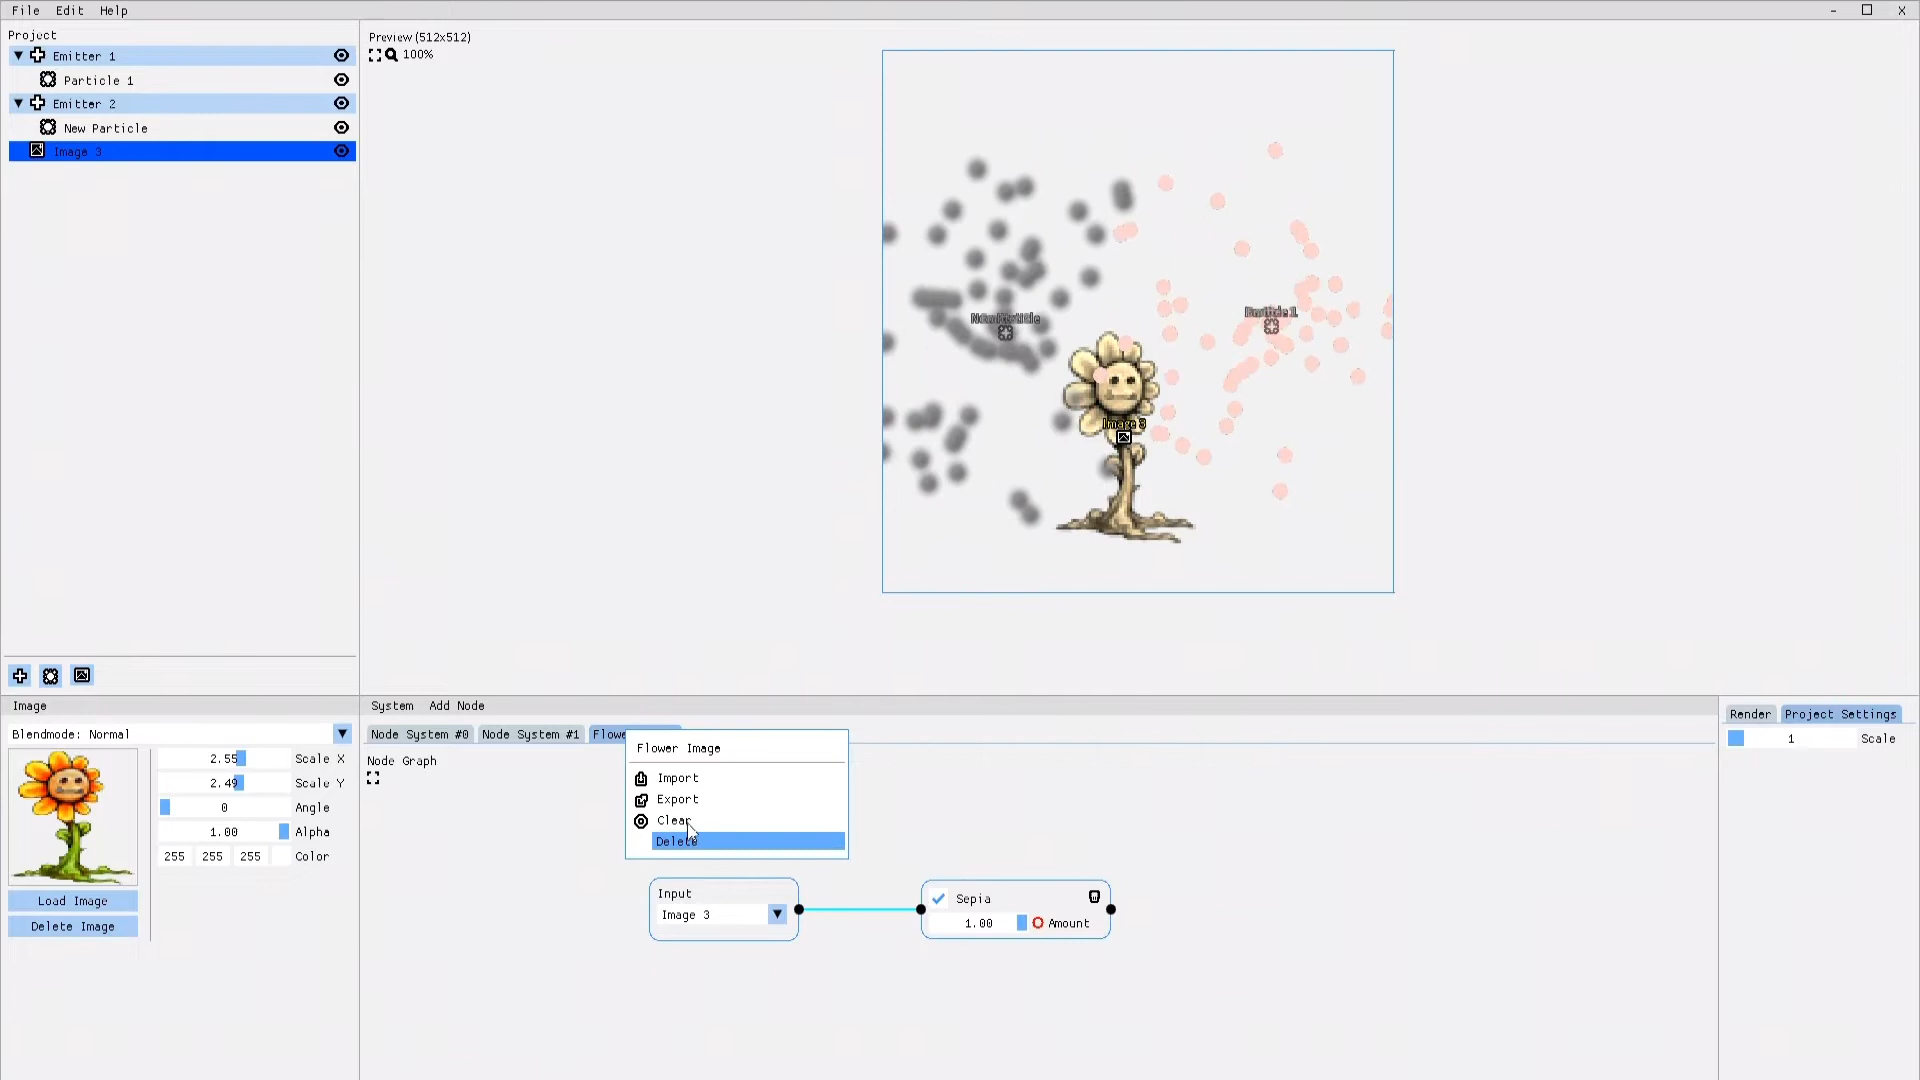 File Edit Help
- X
Project
Emitter 1
Particle 1
Emitter 2
New Particle
Image 3
Preview (512x512)
100%
Image 3
Image
Blendmode: Normal
2.55 Scale X
2.49 Scale Y
0 Angle
1.00 Alpha
255 255 255 Color
Load Image
Delete Image
System Add Node
Node System #0 Node System #1
Node Graph
Flower Image
Import
Export
Clear
Delete
Input
Image 3
Sepia
1.00 Amount
Render Project Settings
1 Scale